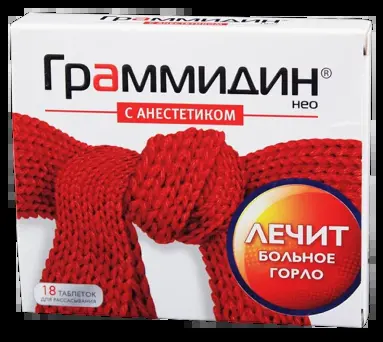 Граммидин®
нео
с анестетиком
ЛЕЧИТ
БОЛЬНОЕ
ГОРЛО
18 ТАБЛЕТОК
ДЛЯ РАССАСЫВАНИЯ